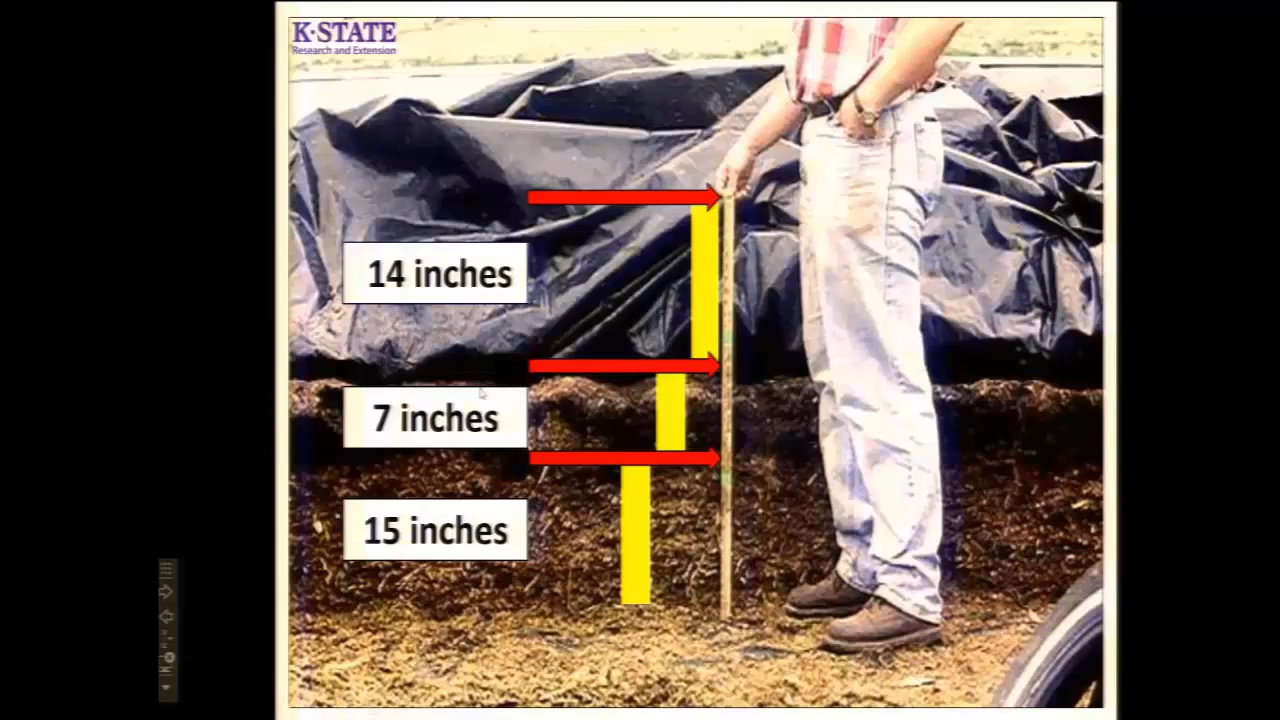 K·STATE
Research and Extension
14 inches
7 inches
15 inches